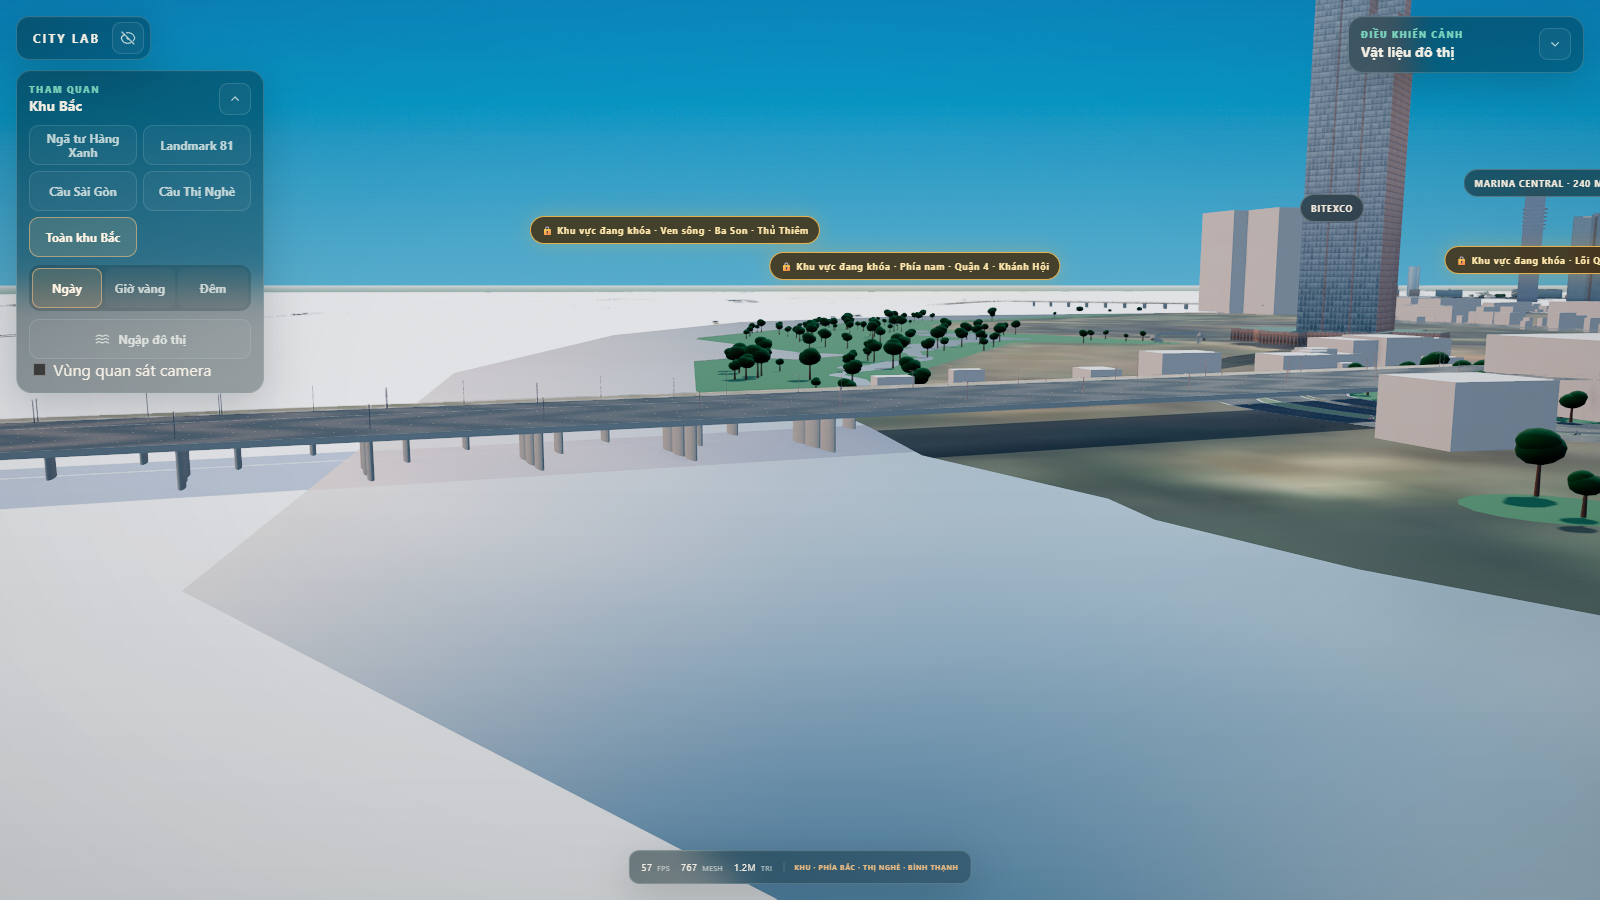 CITY LAB
THAM QUAN
Khu Bắc
Ngã tư Hàng
Xanh
Landmark 81
Cầu Sài Gòn
Cầu Thị Nghè
Toàn khu Bắc
Ngày
Giờ vàng
Đêm
Ngập đô thị
Vùng quan sát camera
ĐIỀU KHIỂN CẢNH
Vật liệu đô thị
MARINA CENTRAL · 240 M
BITEXCO
Khu vực đang khóa · Ven sông · Ba Son · Thủ Thiêm
Khu vực đang khóa · Lõi Q
Khu vực đang khóa · Phía nam · Quận 4 · Khánh Hội
57 FPS 767 MESH 1.2M TRI KHU · PHÍA BẮC · THỊ NGHÈ · BÌNH THẠNH